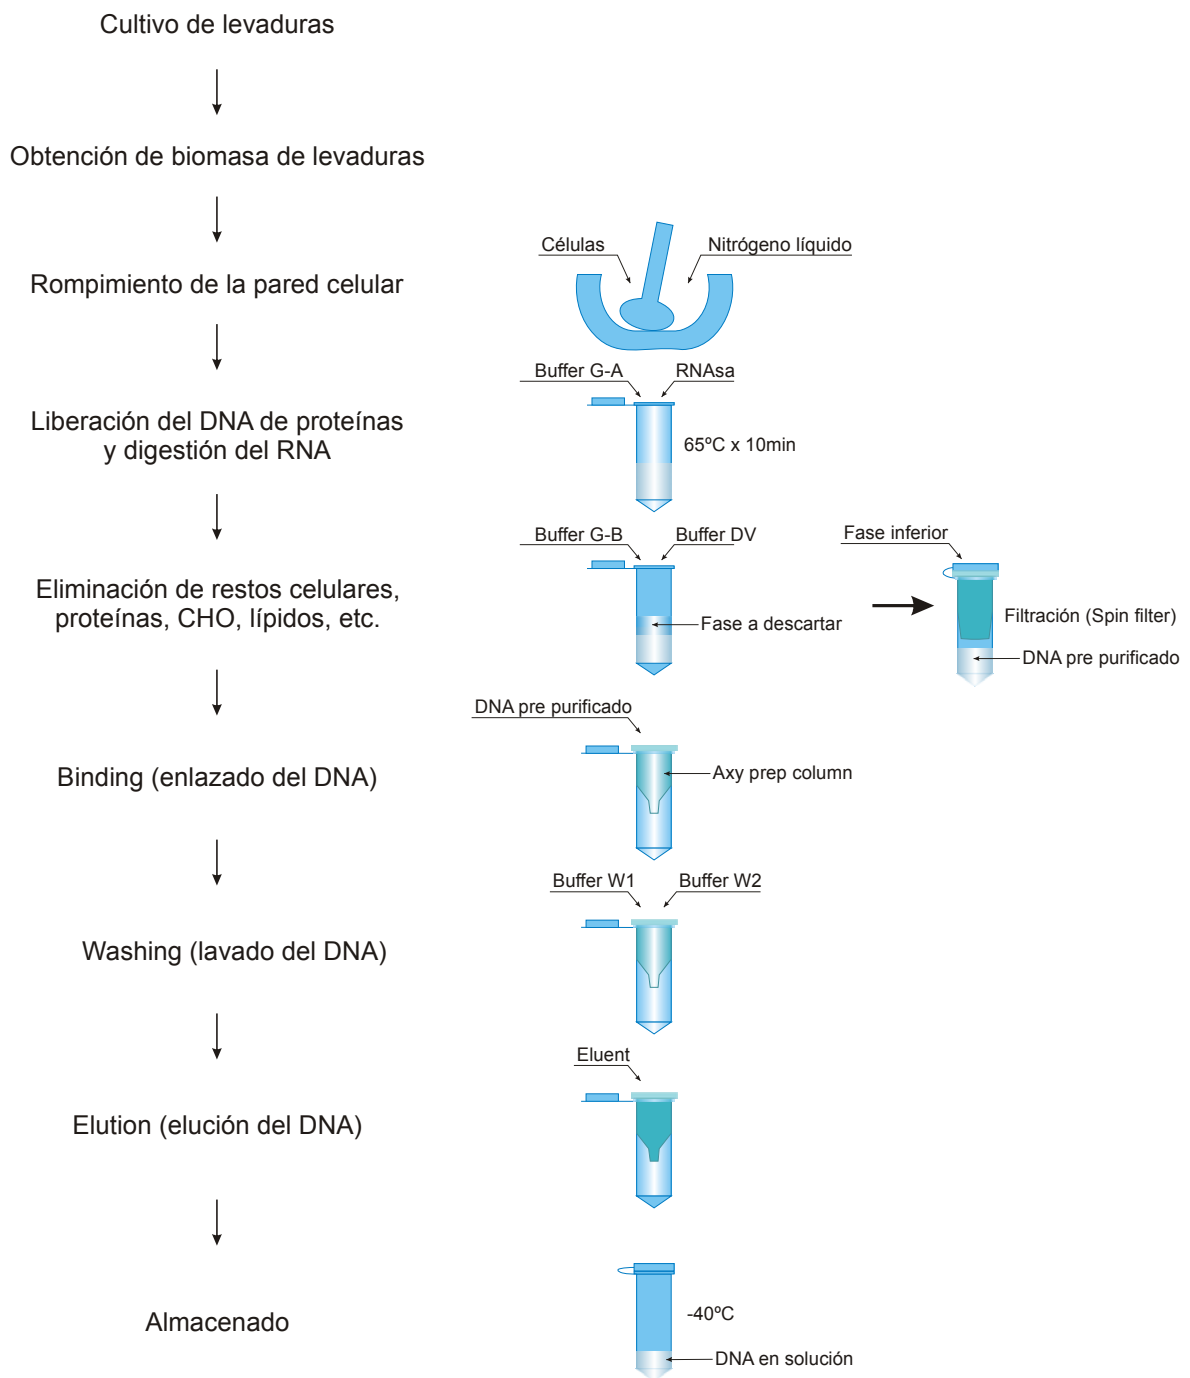 Cultivo de levaduras
Obtención de biomasa de levaduras
Rompimiento de la pared celular
Células
Nitrógeno líquido
Liberación del DNA de proteínas
y digestión del RNA
Buffer G-A
RNAsa
65ºC x 10min
Eliminación de restos celulares,
proteínas, CHO, lípidos, etc.
Buffer G-B
Buffer DV
Fase a descartar
Fase inferior
Filtración (Spin filter)
DNA pre purificado
Binding (enlazado del DNA)
DNA pre purificado
Axy prep column
Washing (lavado del DNA)
Buffer W1
Buffer W2
Elution (elución del DNA)
Eluent
Almacenado
-40ºC
DNA en solución